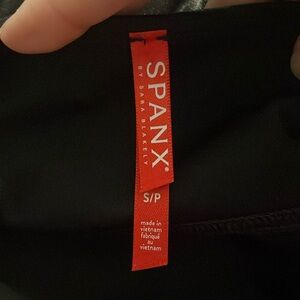 SPANX®
BY SARA BLAKELY
S/P
made in
vietnam
fabriqué
au
vietnam